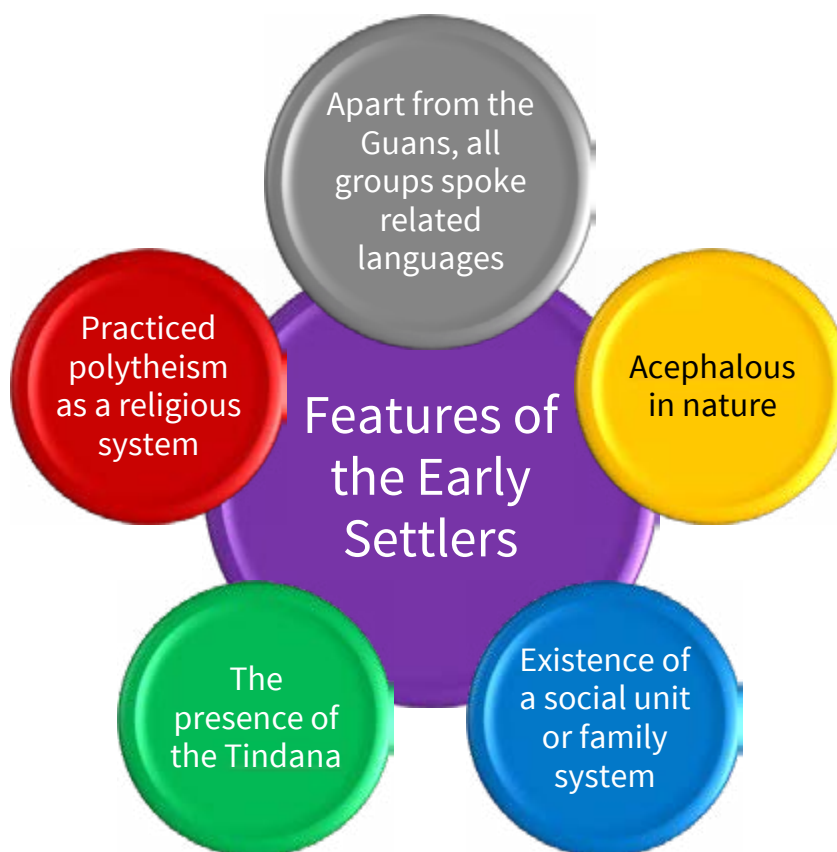 Apart from the
Guans, all
groups spoke
related
languages
Practiced
polytheism
as a religious
system
Acephalous
in nature
Features of
the Early
Settlers
The
presence of
the Tindana
Existence of
a social unit
or family
system